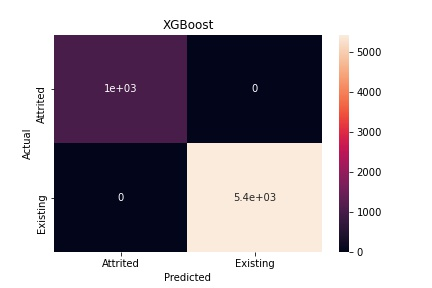 XGBoost
Actual
Attrited
Existing
1e+03
0
0
5.4e+03
Attrited
Existing
Predicted
5000
4000
3000
2000
1000
0